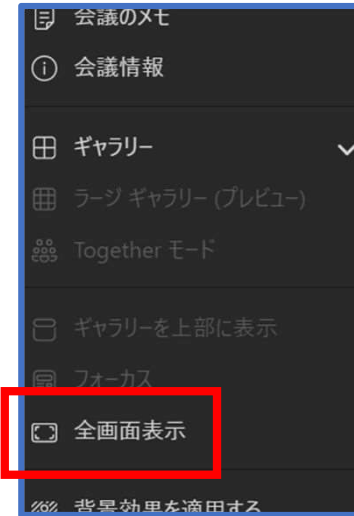 会議のメモ
会議情報
ギャラリー
ラージ ギャラリー (プレビュー)
Together モード
ギャラリーを上部に表示
フォーカス
全画面表示
背景効果を適用する